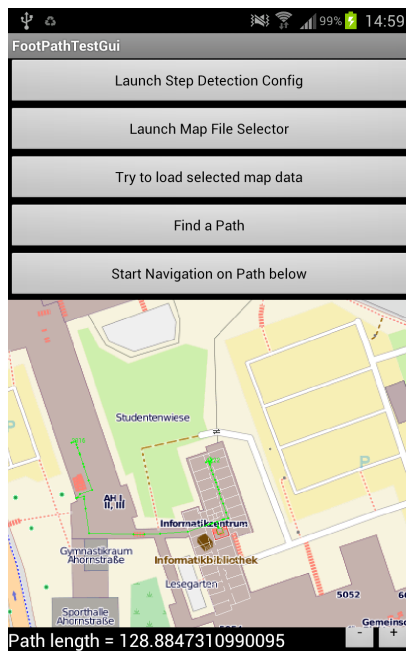 99% 14:59
FootPathTestGui
Launch Step Detection Config
Launch Map File Selector
Try to load selected map data
Find a Path
Start Navigation on Path below
Studentenwiese
P
P
AH I,
II, III
Informatikzentrum
Informatikbibliothek
Gymnastikraum
Ahornstraße
Lesegarten
Sporthalle
Ahornstraße
5052
Gemeinsc
Path length = 128.8847310990095
- +